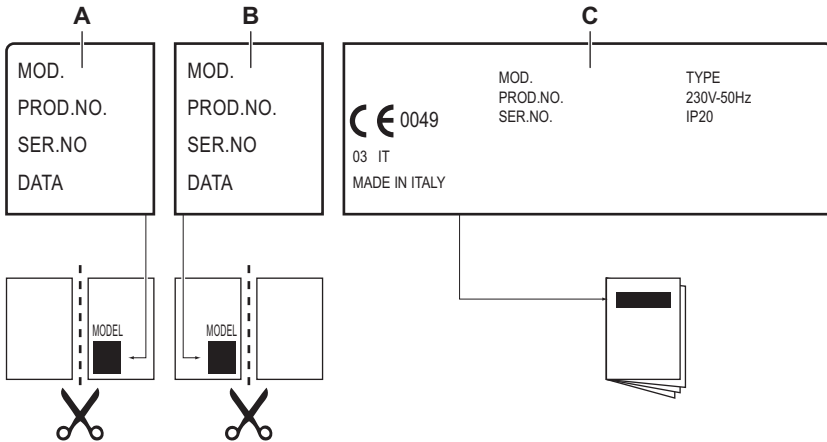 A
B
C
MOD.
PROD.NO.
SER.NO
DATA
MOD.
PROD.NO.
SER.NO
DATA
MOD.
PROD.NO.
SER.NO.
TYPE
230V-50Hz
IP20
CE 0049
03 IT
MADE IN ITALY
MODEL
MODEL